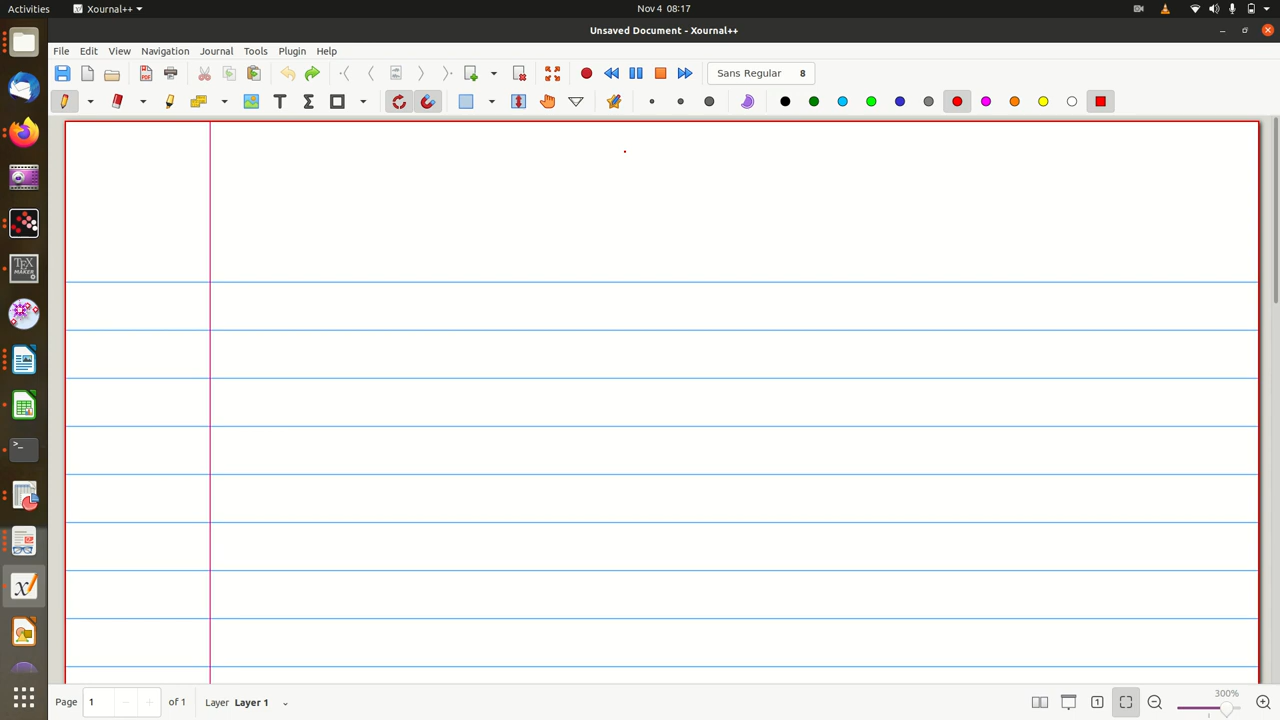 Activities Xournal++ Nov 4 08:17
Unsaved Document - Xournal++
File Edit View Navigation Journal Tools Plugin Help
Sans Regular 8
Page 1 of 1 Layer Layer 1 300%